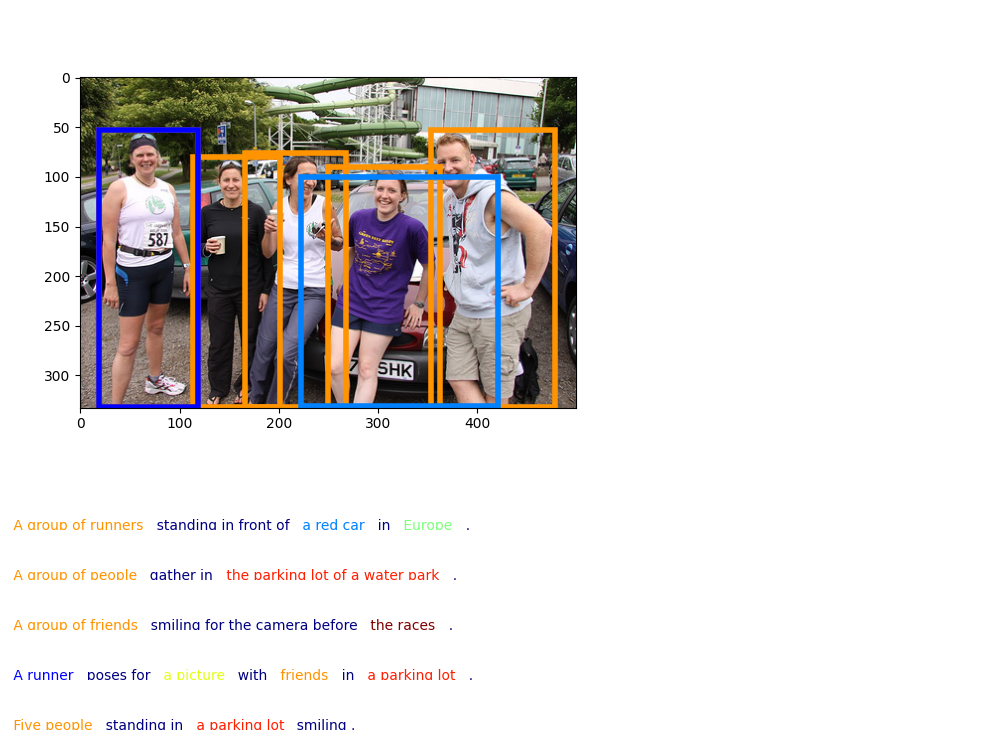 0
50
100
150
200
250
300
0 100 200 300 400
587
SHK
A group of runners standing in front of a red car in Europe .
A group of people gather in the parking lot of a water park .
A group of friends smiling for the camera before the races .
A runner poses for a picture with friends in a parking lot .
Five people standing in a parking lot smiling .